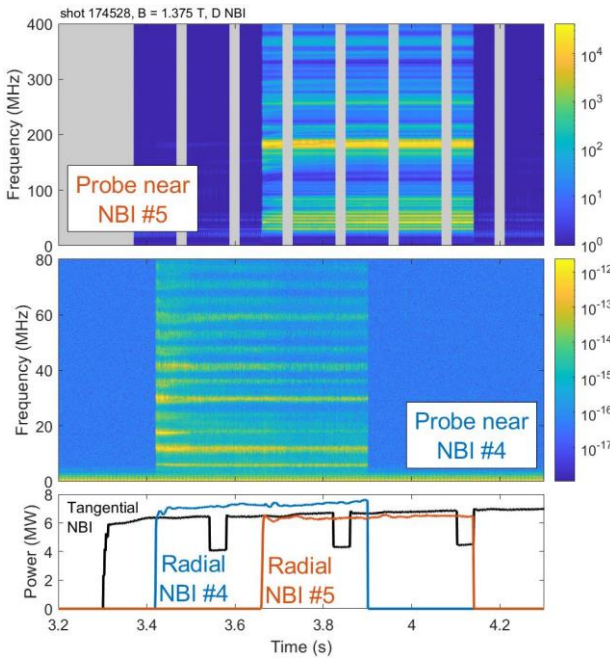 shot 174528, B = 1.375 T, D NBI
400
300
200
100
0
Frequency (MHz)
Probe near
NBI #5
10^4
10^3
10^2
10^1
10^0
80
60
40
20
0
Frequency (MHz)
Probe near
NBI #4
10^-12
10^-13
10^-14
10^-15
10^-16
10^-17
8
6
4
2
0
Power (MW)
Tangential
NBI
Radial
NBI #4
Radial
NBI #5
3.2 3.4 3.6 3.8 4 4.2
Time (s)